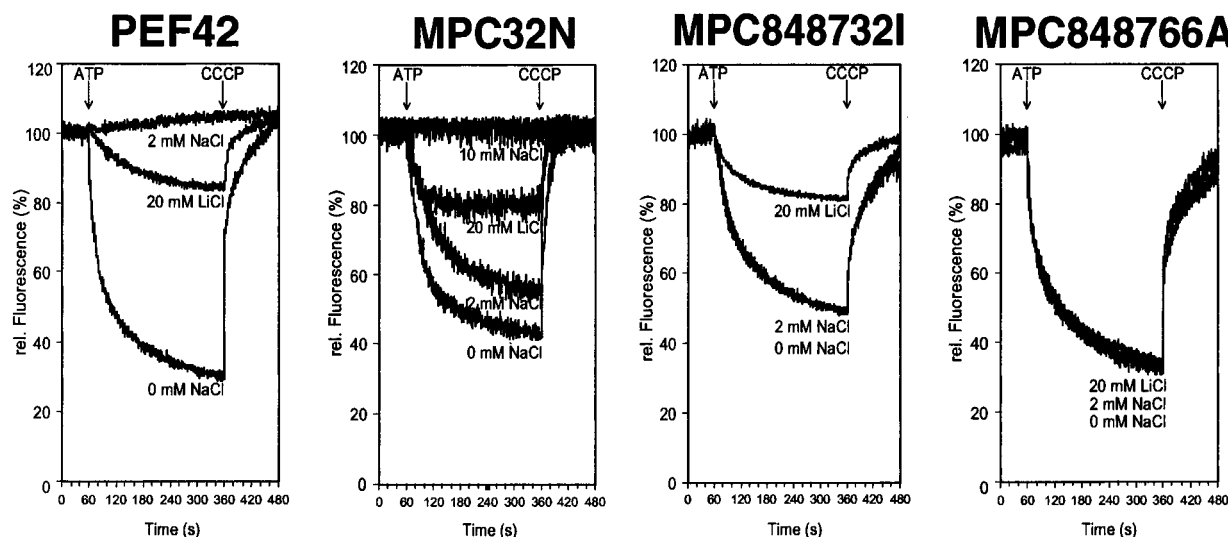 PEF42
MPC32N
MPC848732I
MPC848766A
120
ATP
CCCP
2 mM NaCl
100
20 mM LiCl
80
rel. Fluorescence (%)
60
40
0 mM NaCl
20
0
0 60 120 180 240 300 360 420 480
Time (s)
120
ATP
CCCP
100
10 mM NaCl
80
20 mM LiCl
rel. Fluorescence (%)
60
2 mM NaCl
0 mM NaCl
40
20
0
0 60 120 180 240 300 360 420 480
Time (s)
120
ATP
CCCP
100
80
20 mM LiCl
rel. Fluorescence (%)
60
2 mM NaCl
0 mM NaCl
40
20
0
0 60 120 180 240 300 360 420 480
Time (s)
120
ATP
CCCP
100
80
rel. Fluorescence (%)
60
40
20 mM LiCl
2 mM NaCl
0 mM NaCl
20
0
0 60 120 180 240 300 360 420 480
Time (s)